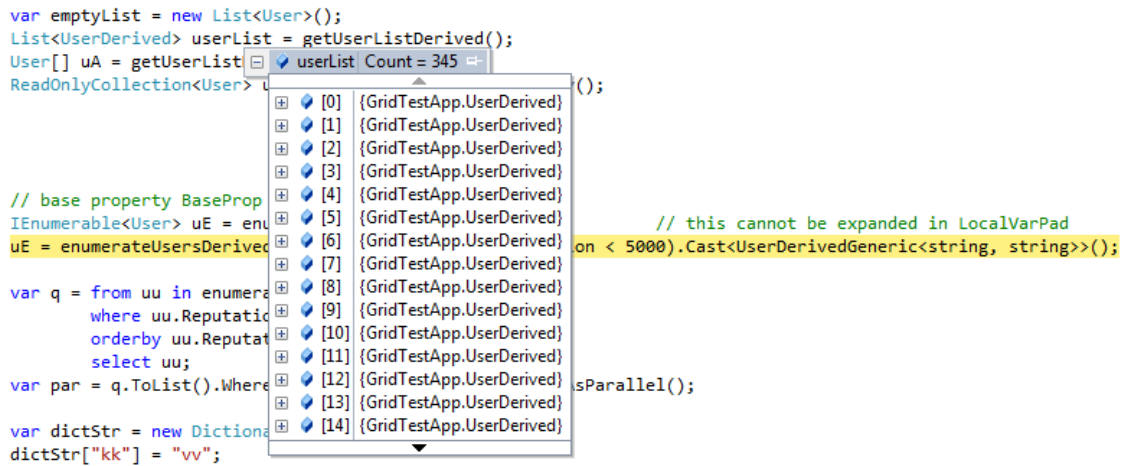 var emptyList = new List<User>();
List<UserDerived> userList = getUserListDerived();
User[] uA = getUserList
userList Count = 345
ReadOnlyCollection<User> u y();
[0] {GridTestApp.UserDerived}
[1] {GridTestApp.UserDerived}
[2] {GridTestApp.UserDerived}
[3] {GridTestApp.UserDerived}
[4] {GridTestApp.UserDerived}
[5] {GridTestApp.UserDerived}
[6] {GridTestApp.UserDerived}
[7] {GridTestApp.UserDerived}
[8] {GridTestApp.UserDerived}
[9] {GridTestApp.UserDerived}
[10] {GridTestApp.UserDerived}
[11] {GridTestApp.UserDerived}
[12] {GridTestApp.UserDerived}
[13] {GridTestApp.UserDerived}
[14] {GridTestApp.UserDerived}
// base property BaseProp
IEnumerable<User> uE = enu // this cannot be expanded in LocalVarPad
uE = enumerateUsersDerived ion < 5000).Cast<UserDerivedGeneric<string, string>>();
var q = from uu in enumera
where uu.Reputatio
orderby uu.Reputat
select uu;
var par = q.ToList().Where AsParallel();
var dictStr = new Dictiona
dictStr["kk"] = "vv";